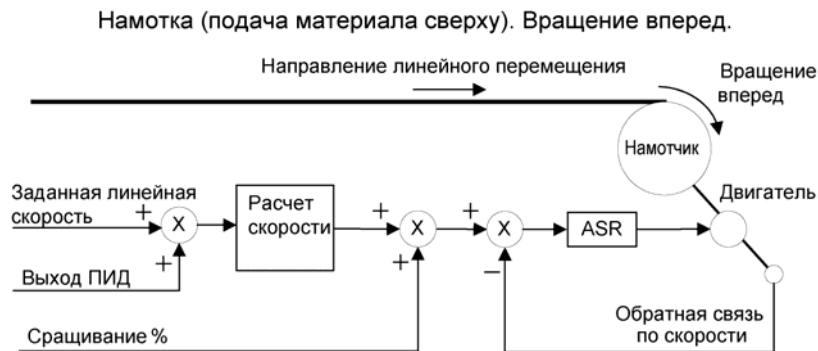 Намотка (подача материала сверху). Вращение вперед.
Направление линейного перемещения
Вращение
вперед
Намотчик
Заданная линейная
скорость
Расчет
скорости
Двигатель
+
X
+
X
+
X
ASR
+
+
−
Выход ПИД
Обратная связь
по скорости
Сращивание %